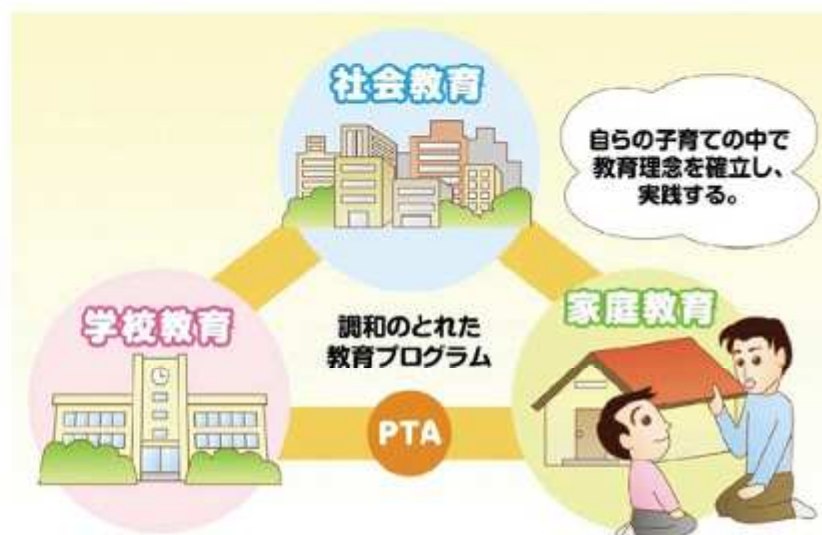 社会教育
自らの子育ての中で
教育理念を確立し、
実践する。
学校教育
調和のとれた
教育プログラム
家庭教育
PTA